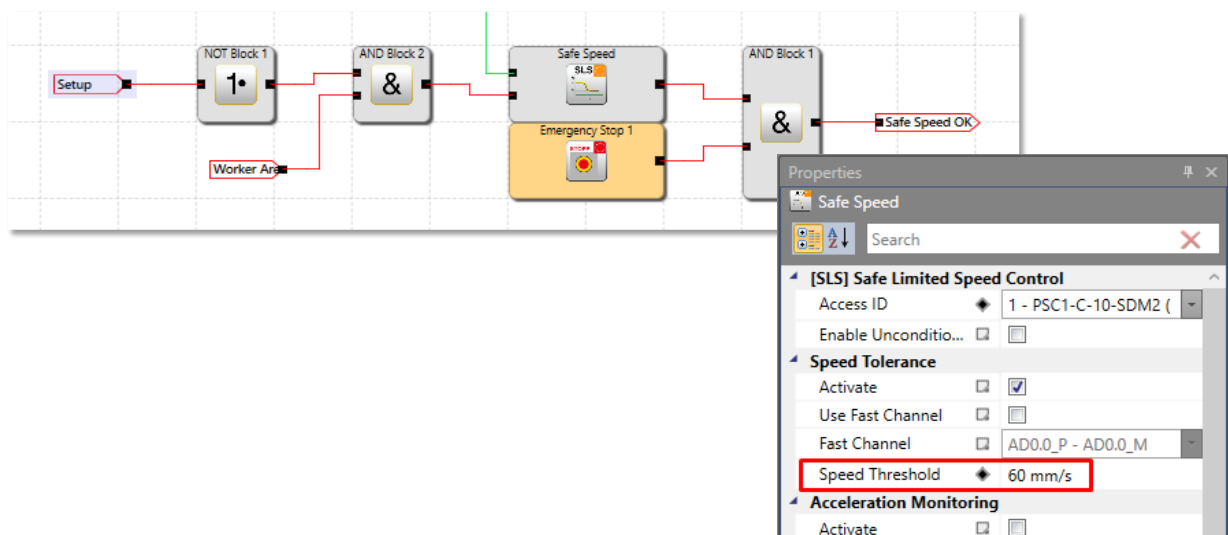 NOT Block 1
AND Block 2
Safe Speed
AND Block 1
SLS
Setup
1
&
Emergency Stop 1
&
Safe Speed OK
STOPP
Worker Are
Properties
Safe Speed
A
Z
Search
[SLS] Safe Limited Speed Control
Access ID 1 - PSC1-C-10-SDM2 (
Enable Unconditio...
Speed Tolerance
Activate
Use Fast Channel
Fast Channel AD0.0_P - AD0.0_M
Speed Threshold 60 mm/s
Acceleration Monitoring
Activate